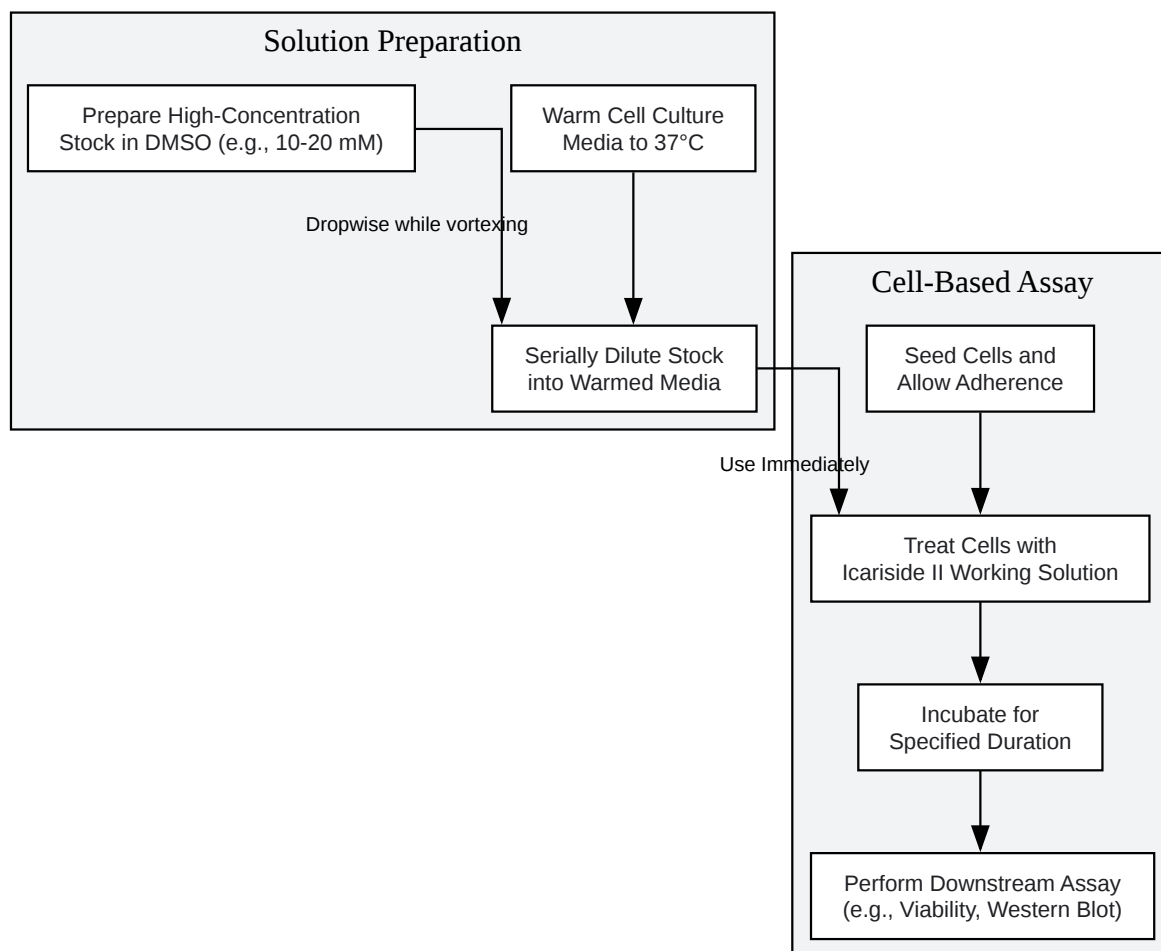 Solution Preparation
Prepare High-Concentration
Stock in DMSO (e.g., 10-20 mM)
Warm Cell Culture
Media to 37°C
Dropwise while vortexing
Serially Dilute Stock
into Warmed Media
Use Immediately
Cell-Based Assay
Seed Cells and
Allow Adherence
Treat Cells with
Icariside II Working Solution
Incubate for
Specified Duration
Perform Downstream Assay
(e.g., Viability, Western Blot)